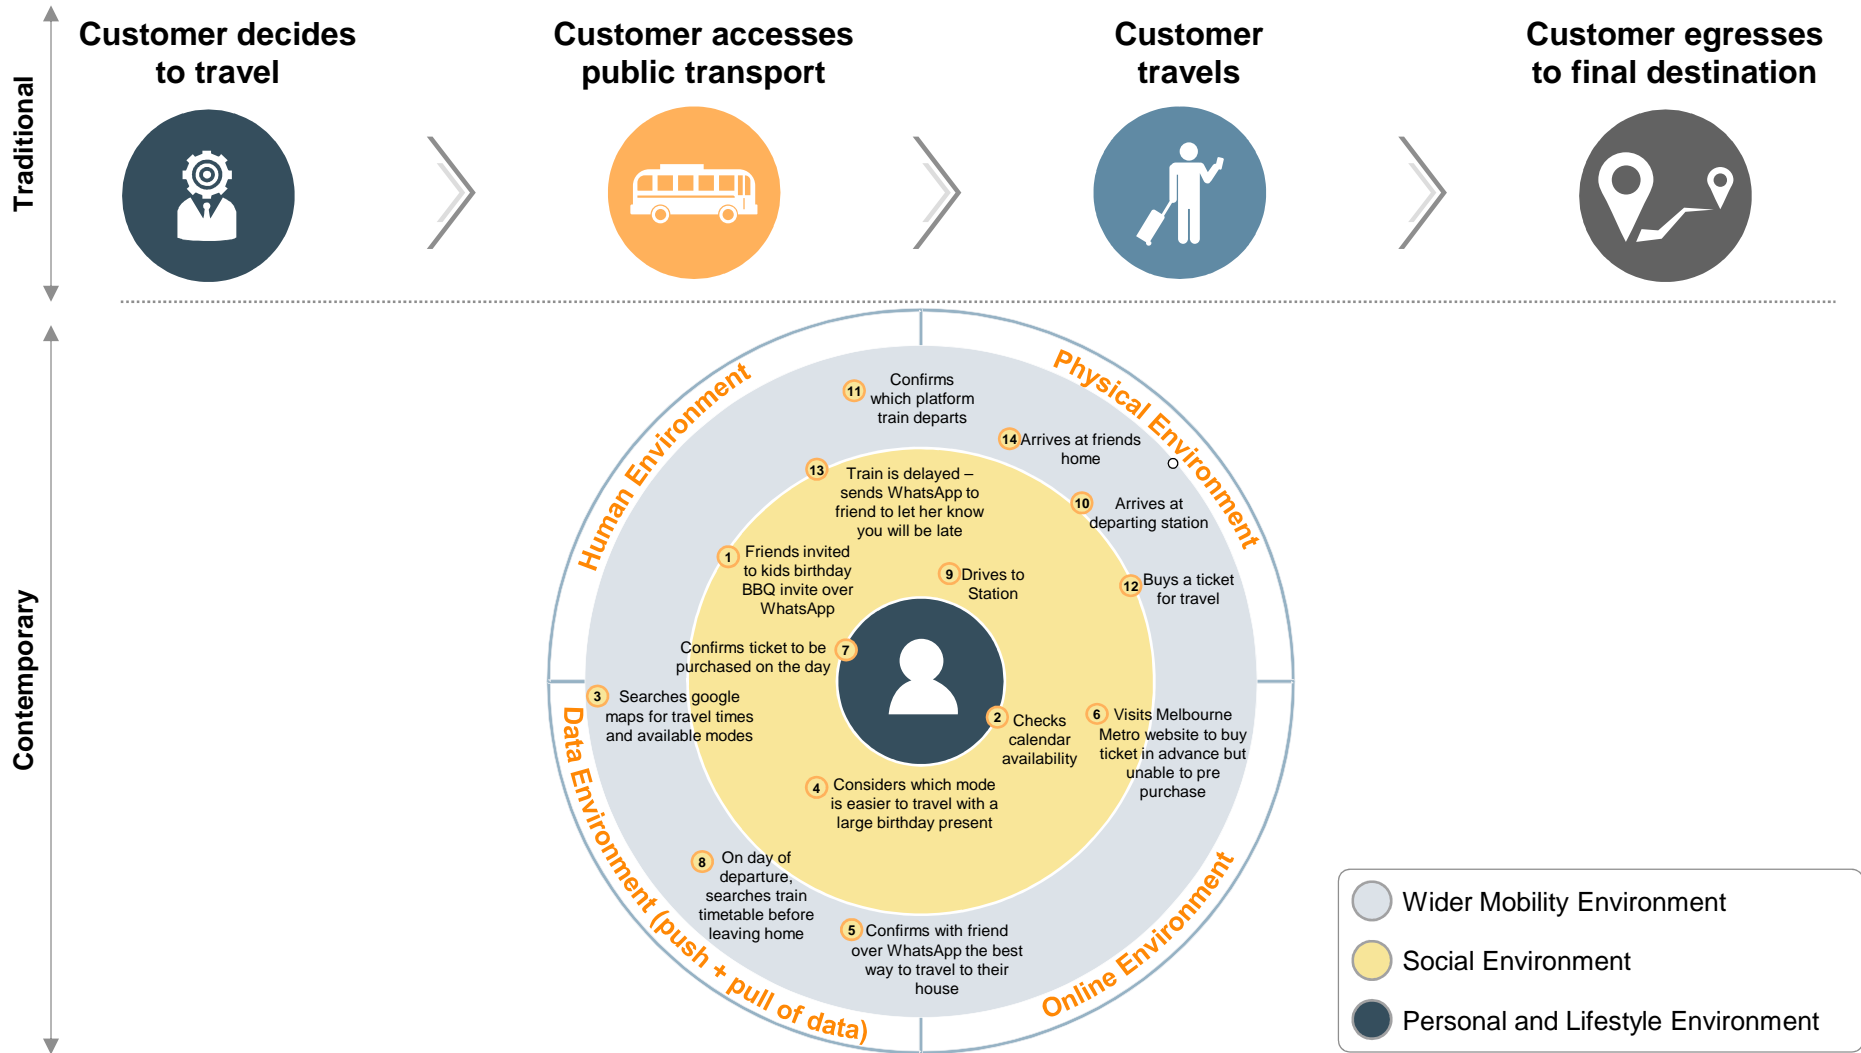 Customer decides
to travel
Customer accesses
public transport
Customer
travels
Customer egresses
to final destination
Traditional
Contemporary
Human Environment
Physical Environment
Data Environment (push + pull of data)
Online Environment
11
Confirms
which platform
train departs
14
Arrives at friends
home
13
Train is delayed –
sends WhatsApp to
friend to let her know
you will be late
10
Arrives at
departing station
1
Friends invited
to kids birthday
BBQ invite over
WhatsApp
9
Drives to
Station
12
Buys a ticket
for travel
7
Confirms ticket to be
purchased on the day
3
Searches google
maps for travel times
and available modes
2
Checks
calendar
availability
6
Visits Melbourne
Metro website to buy
ticket in advance but
unable to pre
purchase
4
Considers which mode
is easier to travel with a
large birthday present
8
On day of
departure,
searches train
timetable before
leaving home
5
Confirms with friend
over WhatsApp the best
way to travel to their
house
Wider Mobility Environment
Social Environment
Personal and Lifestyle Environment